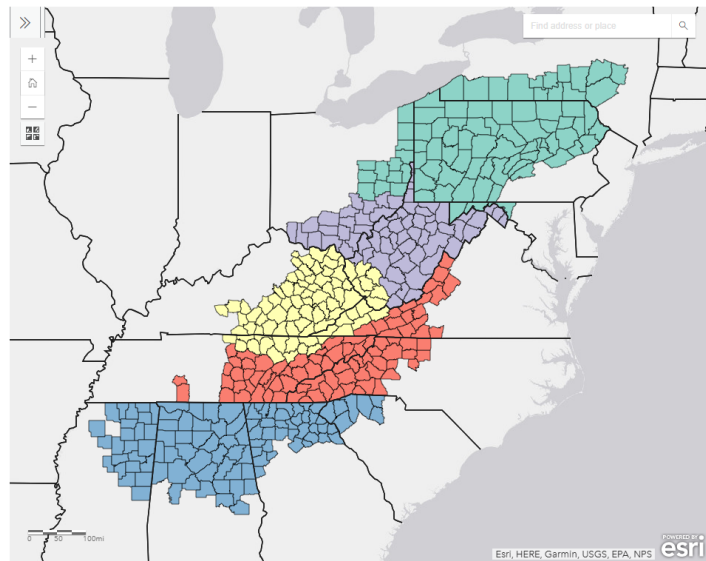 Find address or place
0 50 100mi
Esri, HERE, Garmin, USGS, EPA, NPS
POWERED BY
esri